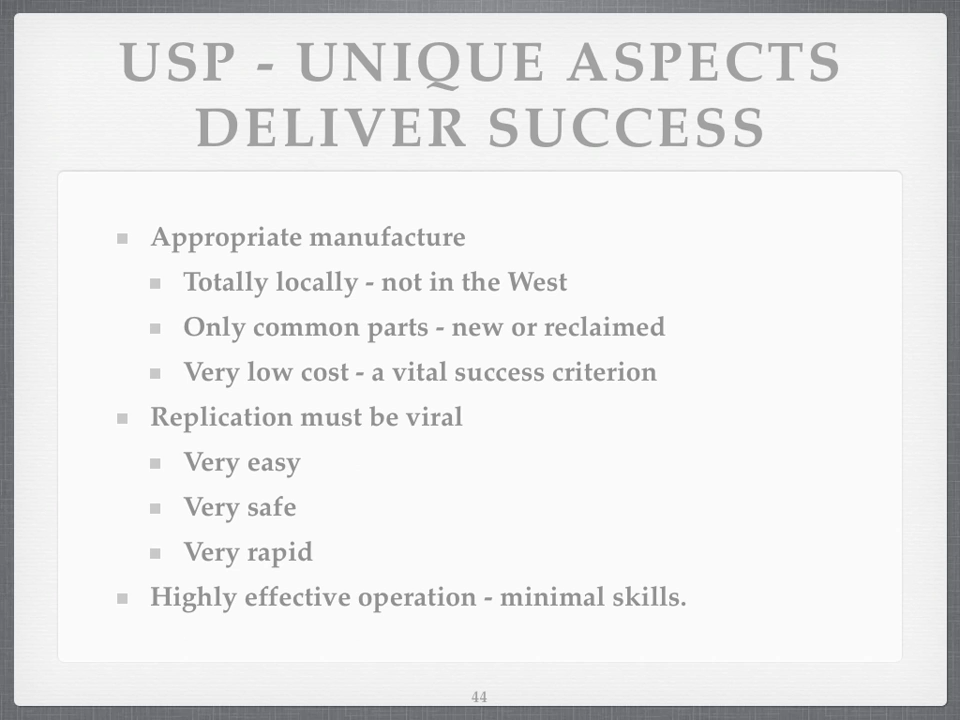 USP - UNIQUE ASPECTS
DELIVER SUCCESS
Appropriate manufacture
Totally locally - not in the West
Only common parts - new or reclaimed
Very low cost - a vital success criterion
Replication must be viral
Very easy
Very safe
Very rapid
Highly effective operation - minimal skills.
44